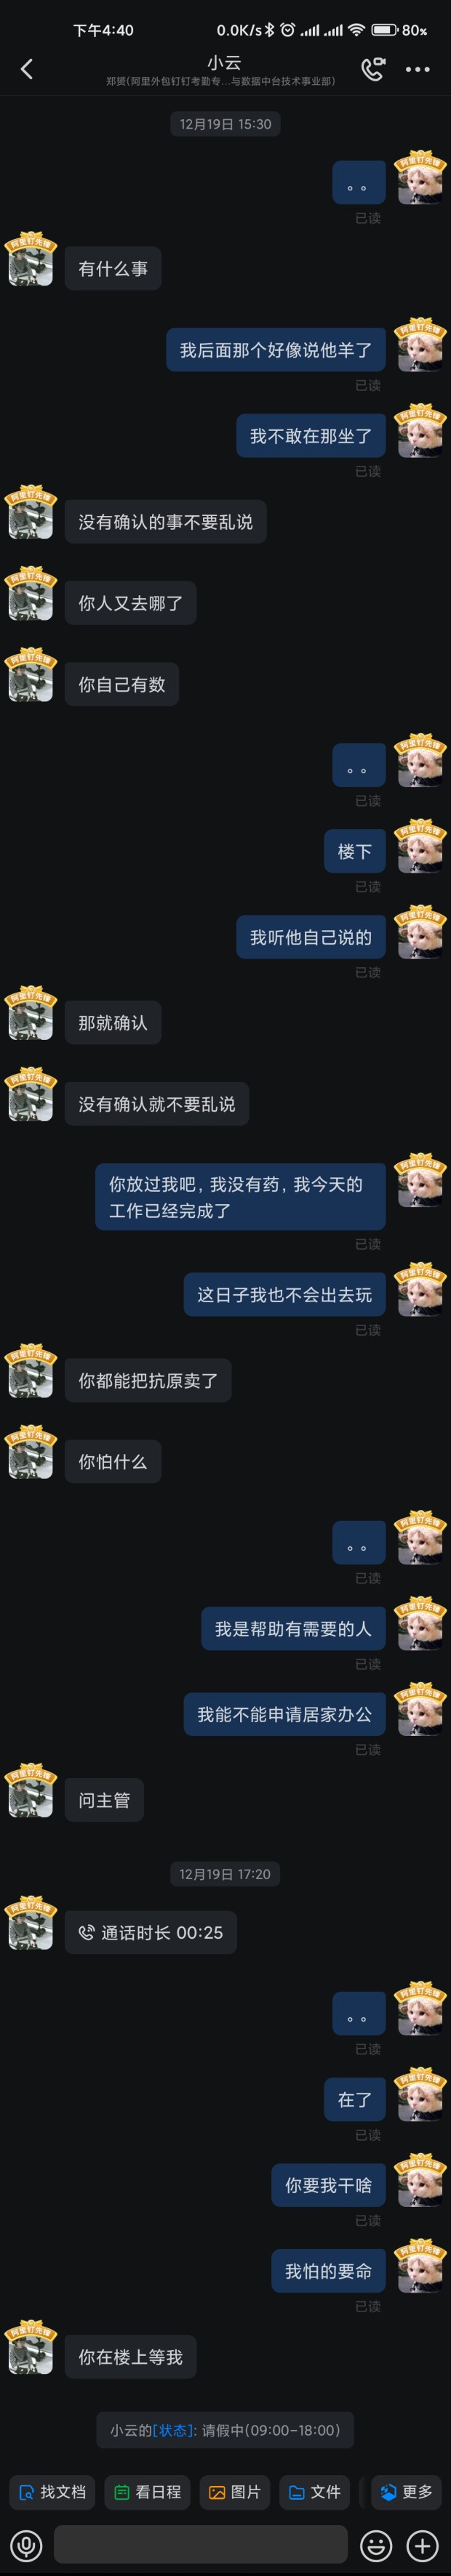 下午4:40
0.0K/s
80%
小云
郑赟(阿里外包钉钉考勤专...与数据中台技术事业部)
12月19日 15:30
。。
已读
有什么事
我后面那个好像说他羊了
已读
我不敢在那坐了
已读
没有确认的事不要乱说
你人又去哪了
你自己有数
。。
已读
楼下
已读
我听他自己说的
已读
那就确认
没有确认就不要乱说
你放过我吧,我没有药,我今天的
工作已经完成了
已读
这日子我也不会出去玩
已读
你都能把抗原卖了
你怕什么
。。
已读
我是帮助有需要的人
已读
我能不能申请居家办公
已读
问主管
12月19日 17:20
通话时长 00:25
。。
已读
在了
已读
你要我干啥
已读
我怕的要命
已读
你在楼上等我
小云的[状态]: 请假中(09:00-18:00)
找文档
看日程
图片
文件
更多